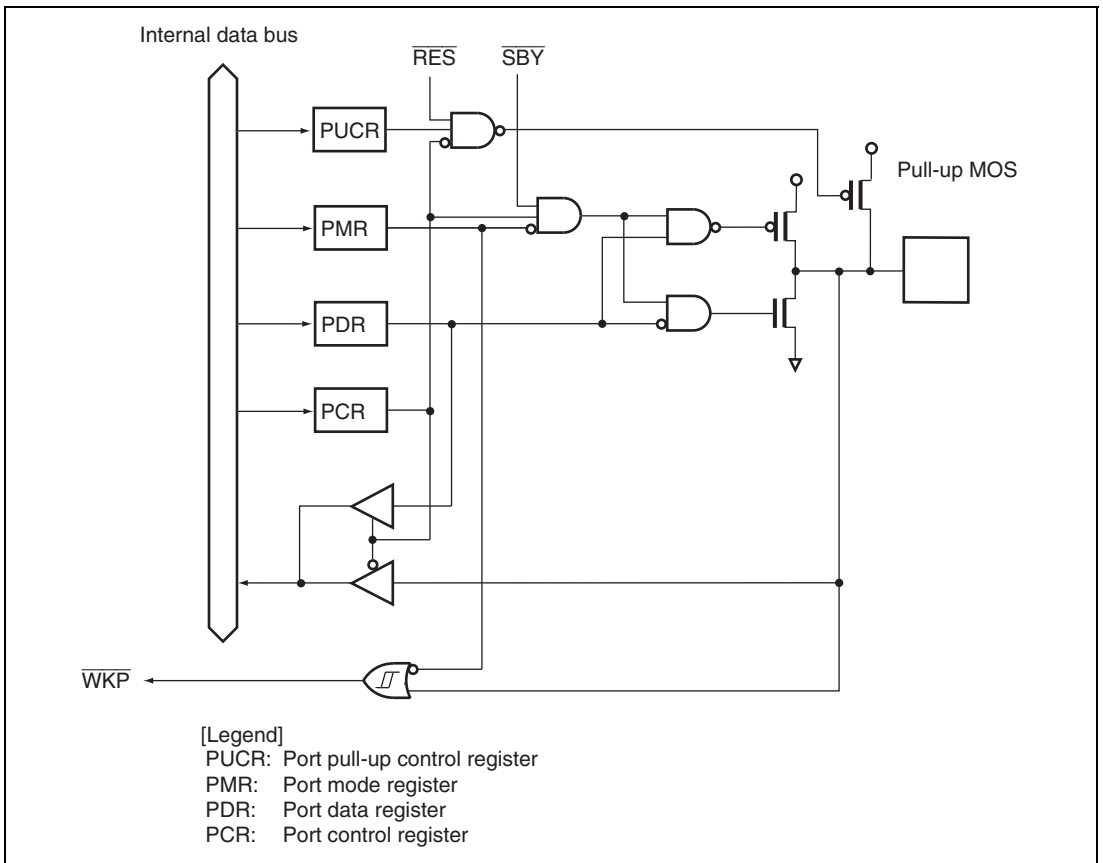 Internal data bus
RES
SBY
PUCR
Pull-up MOS
PMR
PDR
PCR
WKP
[Legend]
PUCR: Port pull-up control register
PMR: Port mode register
PDR: Port data register
PCR: Port control register